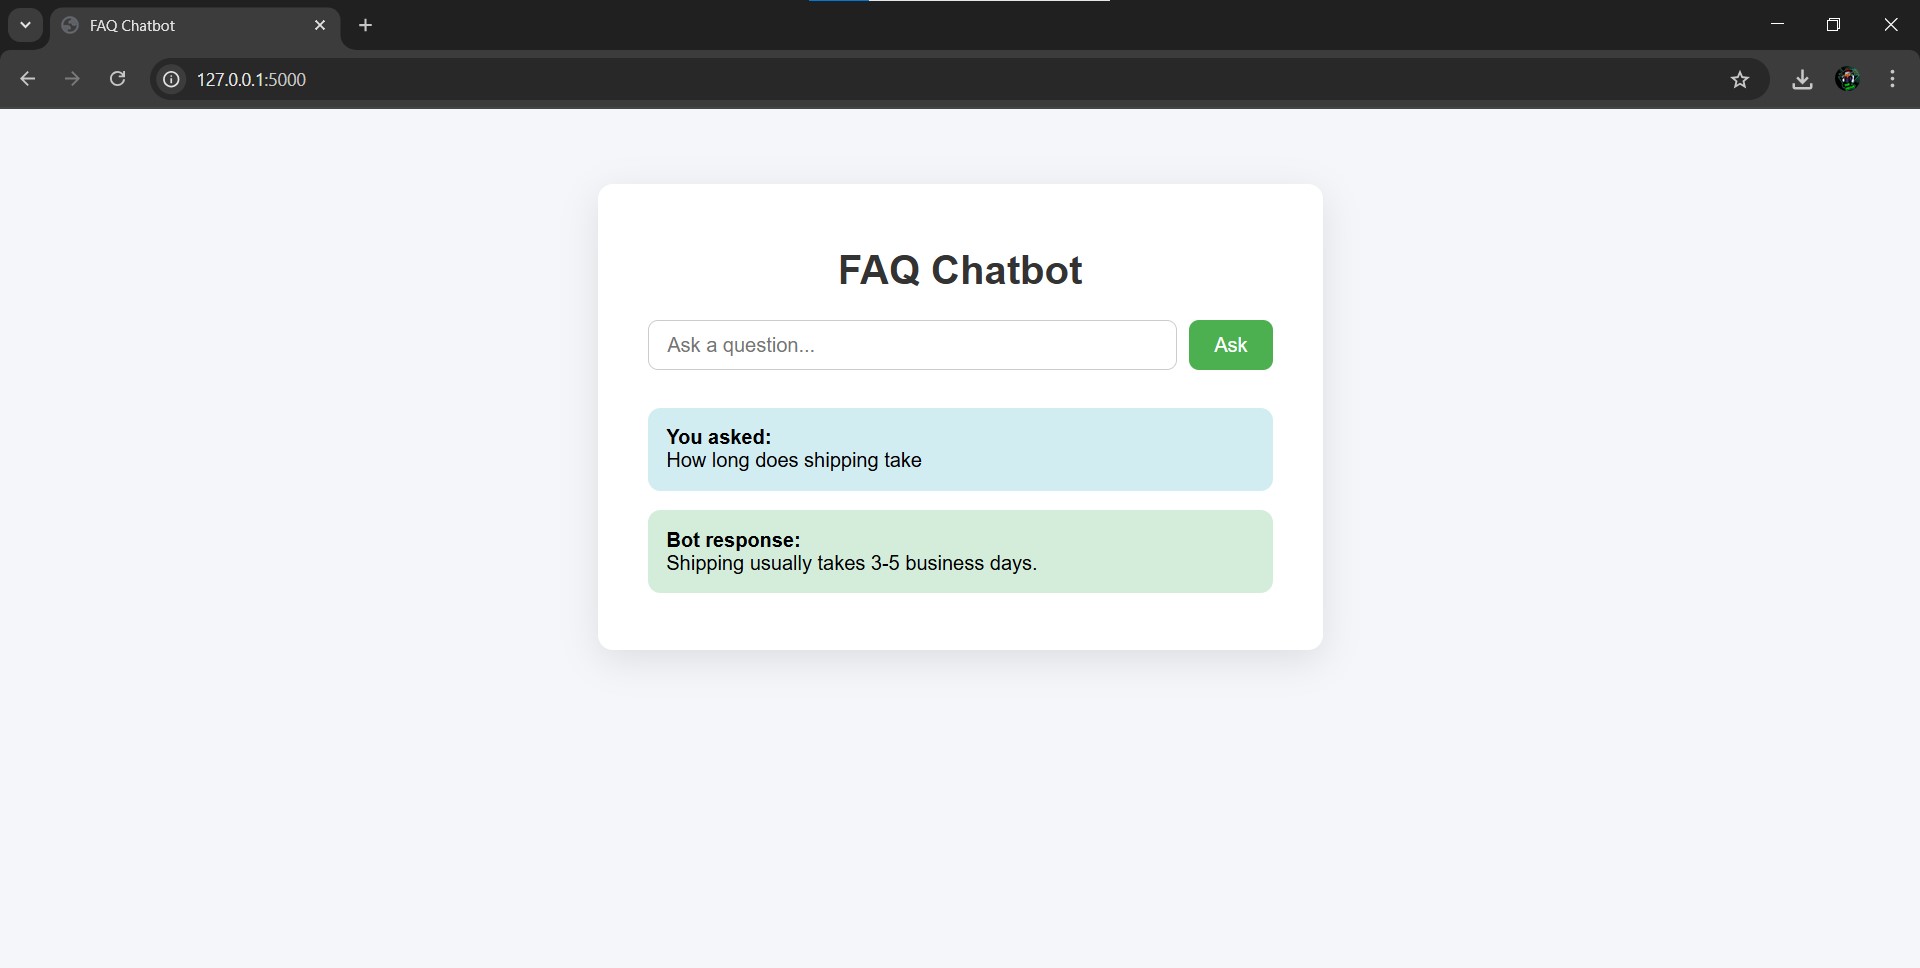 FAQ Chatbot
127.0.0.1:5000
FAQ Chatbot
Ask a question...
Ask
You asked:
How long does shipping take
Bot response:
Shipping usually takes 3-5 business days.